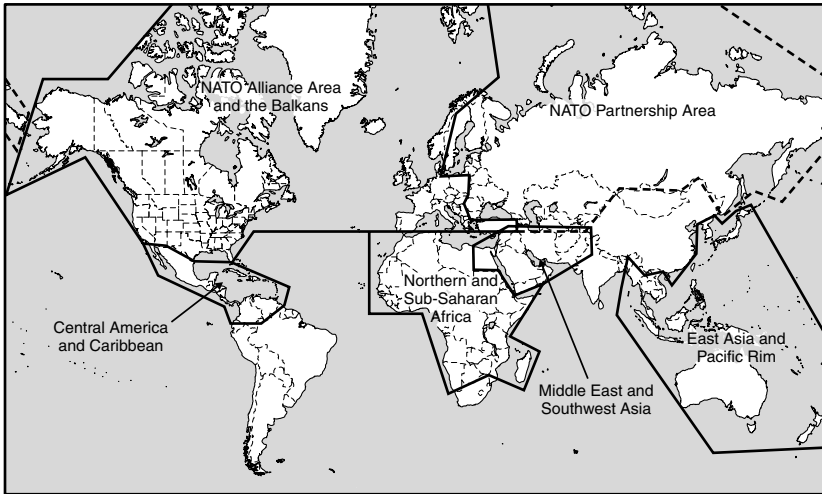 NATO Alliance Area
and the Balkans
NATO Partnership Area
Northern and
Sub-Saharan
Africa
Central America
and Caribbean
East Asia and
Pacific Rim
Middle East and
Southwest Asia